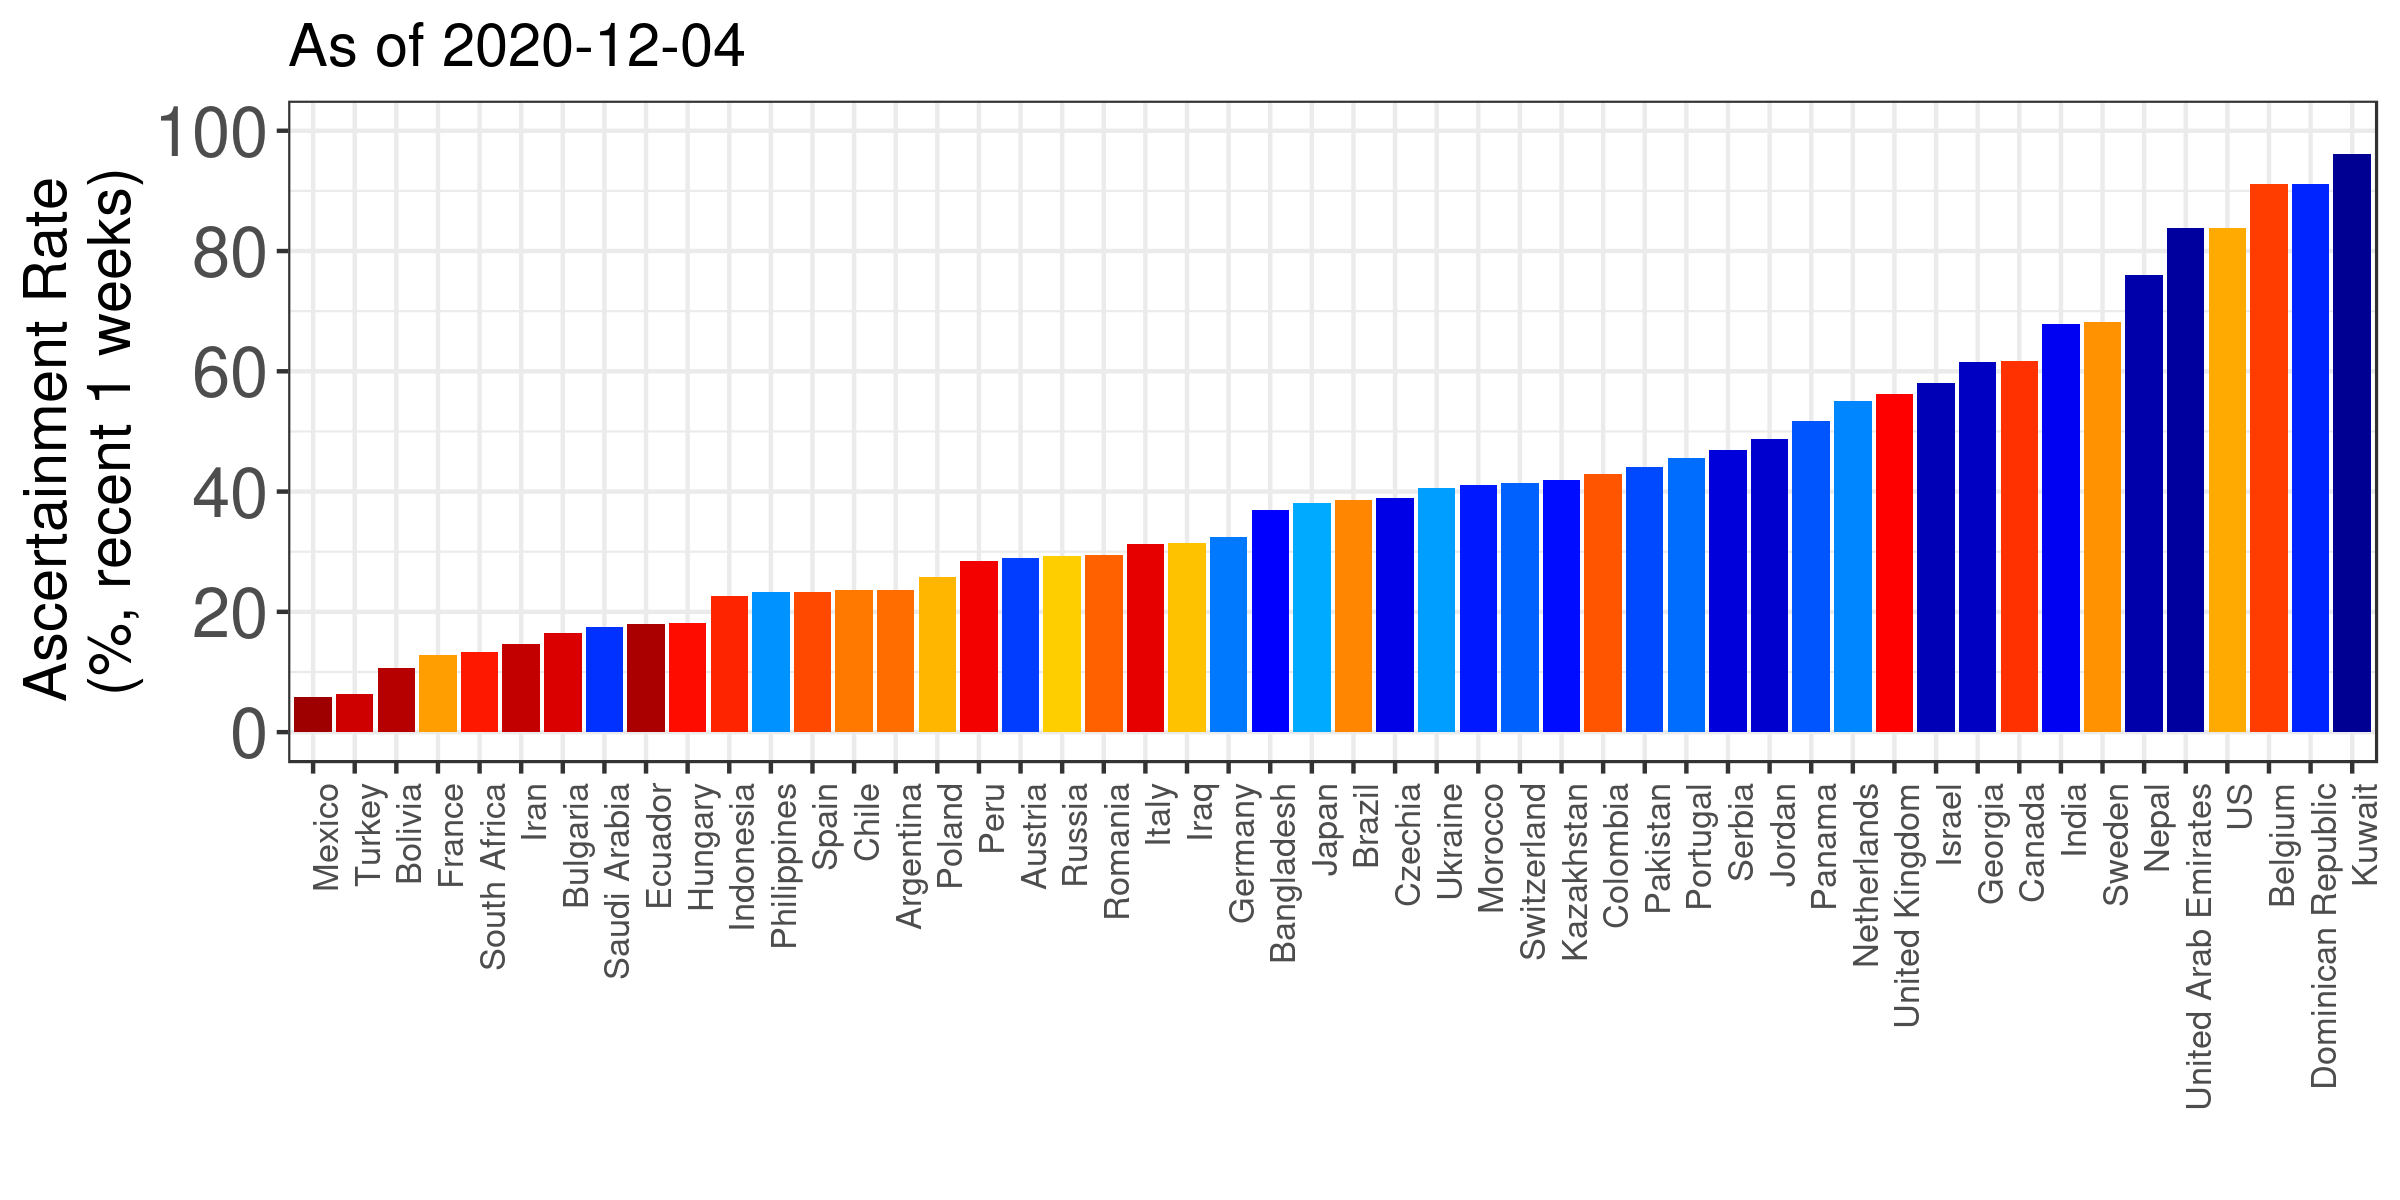 As of 2020-12-04
Ascertainment Rate
(%, recent 1 weeks)
100
80
60
40
20
0
Mexico
Turkey
Bolivia
France
South Africa
Iran
Bulgaria
Saudi Arabia
Ecuador
Hungary
Indonesia
Philippines
Spain
Chile
Argentina
Poland
Peru
Austria
Russia
Romania
Italy
Iraq
Germany
Bangladesh
Japan
Brazil
Czechia
Ukraine
Morocco
Switzerland
Kazakhstan
Colombia
Pakistan
Portugal
Serbia
Jordan
Panama
Netherlands
United Kingdom
Israel
Georgia
Canada
India
Sweden
Nepal
United Arab Emirates
US
Belgium
Dominican Republic
Kuwait